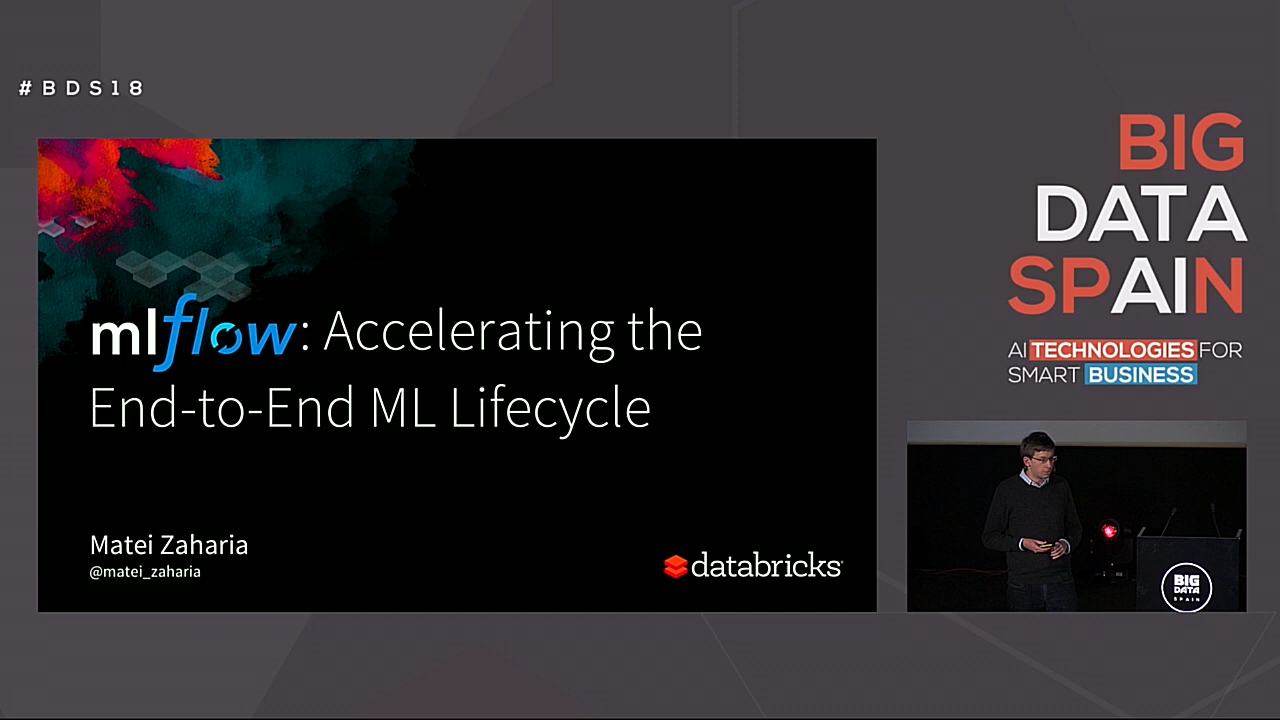 #BDS18
mlflow: Accelerating the
End-to-End ML Lifecycle
Matei Zaharia
@matei_zaharia
databricks
BIG
DATA
SPAIN
AI TECHNOLOGIES FOR
SMART BUSINESS
BIG
DATA
SPAIN